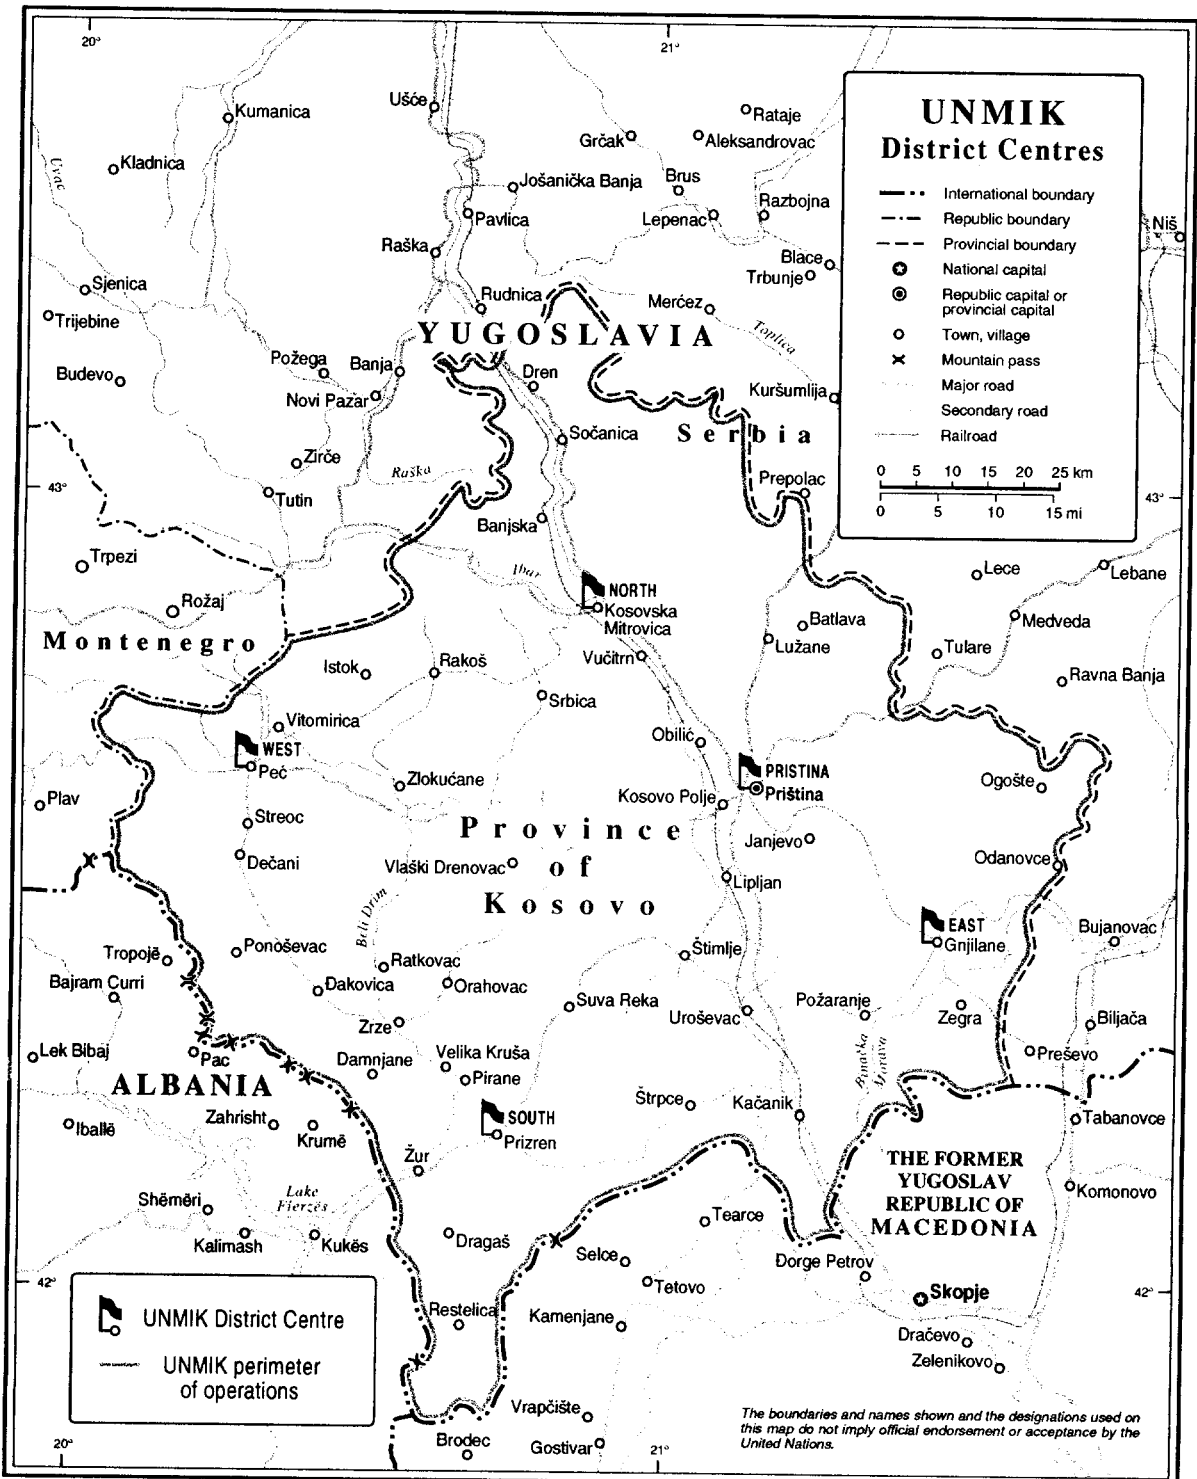 20°
21°
UNMIK
District Centres
International boundary
Republic boundary
Provincial boundary
National capital
Republic capital or
provincial capital
Town, village
Mountain pass
Major road
Secondary road
Railroad
0 5 10 15 20 25 km
0 5 10 15 mi
Kumanica
Ušće
Rataje
Grčak
Aleksandrovac
Uvac
Kladnica
Jošanička Banja
Brus
Razbojna
Pavlica
Lepenac
Niš
Raška
Blace
Trbunje
Sjenica
Rudnica
Merćez
Trijebine
YUGOSLAVIA
Toplica
Požega
Banja
Dren
Budevo
Novi Pazar
Kuršumlija
Sočanica
Serbia
Zirče
Raška
Prepolac
43°
Tutin
43°
Banjska
Trpezi
Ibar
Lece
Lebane
Rožaj
NORTH
Kosovska
Mitrovica
Batlava
Medveda
Montenegro
Lužane
Vučitrn
Tulare
Istok
Rakoš
Ravna Banja
Srbica
Vitomirica
Obilić
WEST
Peć
PRISTINA
Priština
Zlokućane
Ogošte
Plav
Kosovo Polje
Streoc
Province
of
Kosovo
Janjevo
Dečani
Vlaški Drenovac
Odanovce
Lipljan
Beli Drim
EAST
Gnjilane
Bujanovac
Tropojë
Ponoševac
Štimlje
Ratkovac
Bajram Curri
Đakovica
Orahovac
Suva Reka
Požaranje
Zegra
Biljača
Zrze
Uroševac
Lek Bibaj
Pac
Damnjane
Velika Kruša
Pirane
Binačka
Morava
Preševo
ALBANIA
Štrpce
Kačanik
Iballë
Zahrisht
Krumë
SOUTH
Prizren
Tabanovce
Žur
THE FORMER
YUGOSLAV
REPUBLIC OF
MACEDONIA
Komonovo
Shëmëri
Lake
Fierzës
Tearce
Kalimash
Kukës
Dragaš
Selce
Đorge Petrov
42°
Tetovo
Skopje
42°
UNMIK District Centre
UNMIK perimeter
of operations
Restelica
Kamenjane
Dračevo
Zelenikovo
Vrapčište
Brodec
Gostivar
The boundaries and names shown and the designations used on
this map do not imply official endorsement or acceptance by the
United Nations.
20°
21°